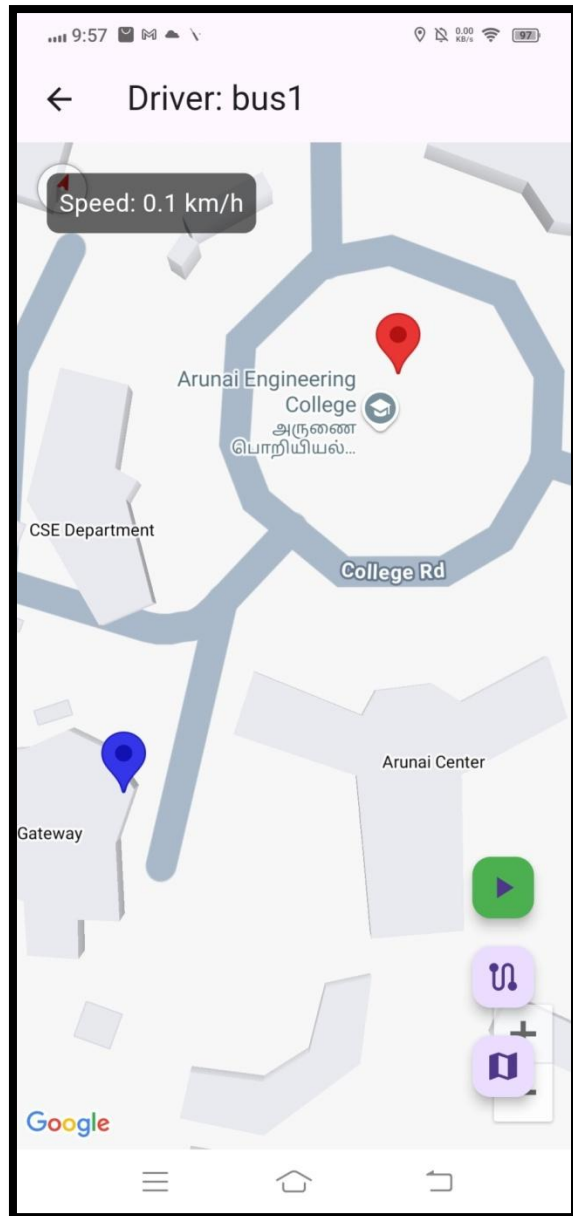 9:57
0.00
KB/s
97
Driver: bus1
Speed: 0.1 km/h
Arunai Engineering
College
அருணை
பொறியியல்...
CSE Department
College Rd
Arunai Center
Gateway
Google